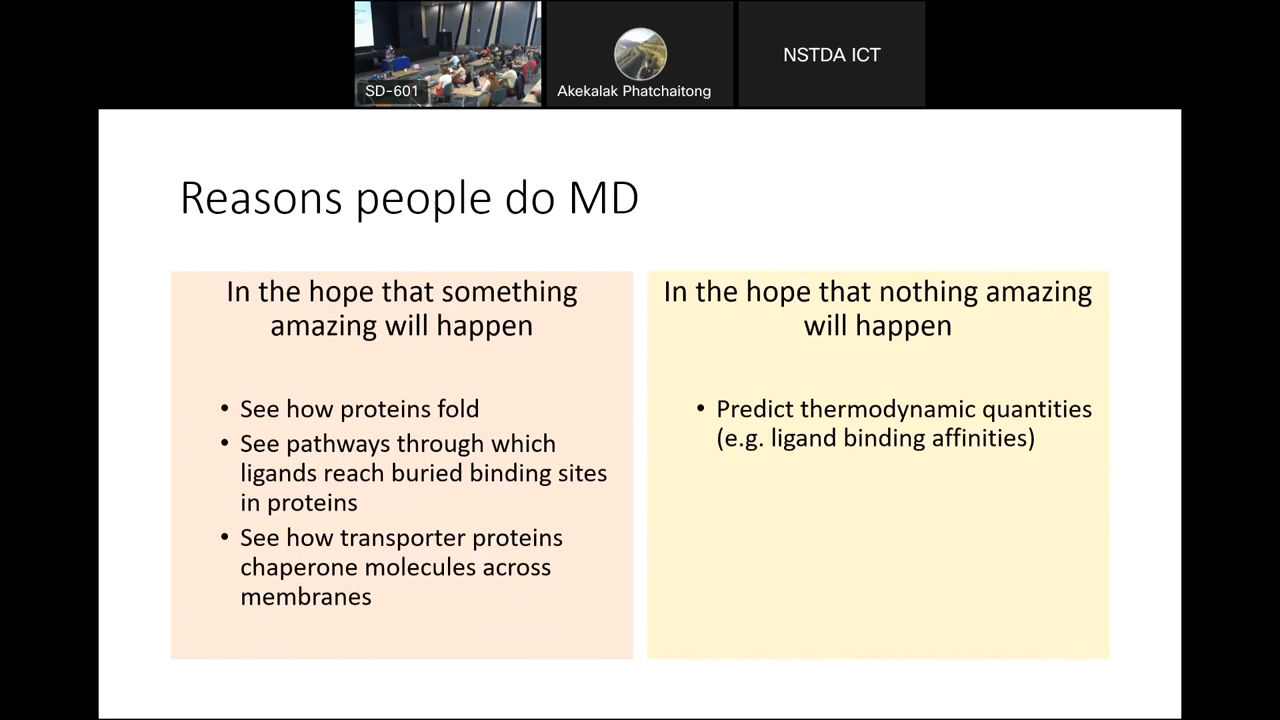 SD-601
Akekalak Phatchaitong
NSTDA ICT
Reasons people do MD
In the hope that something
amazing will happen
• See how proteins fold
• See pathways through which
ligands reach buried binding sites
in proteins
• See how transporter proteins
chaperone molecules across
membranes
In the hope that nothing amazing
will happen
• Predict thermodynamic quantities
(e.g. ligand binding affinities)